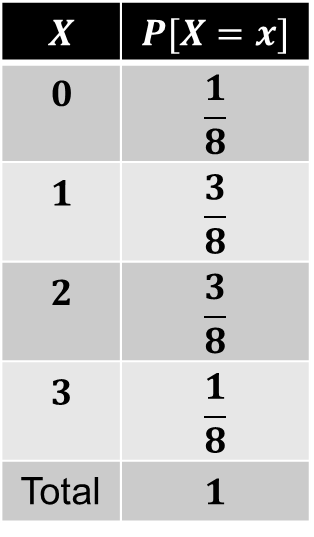 X P[X = x]
0 1/8
1 3/8
2 3/8
3 1/8
Total 1